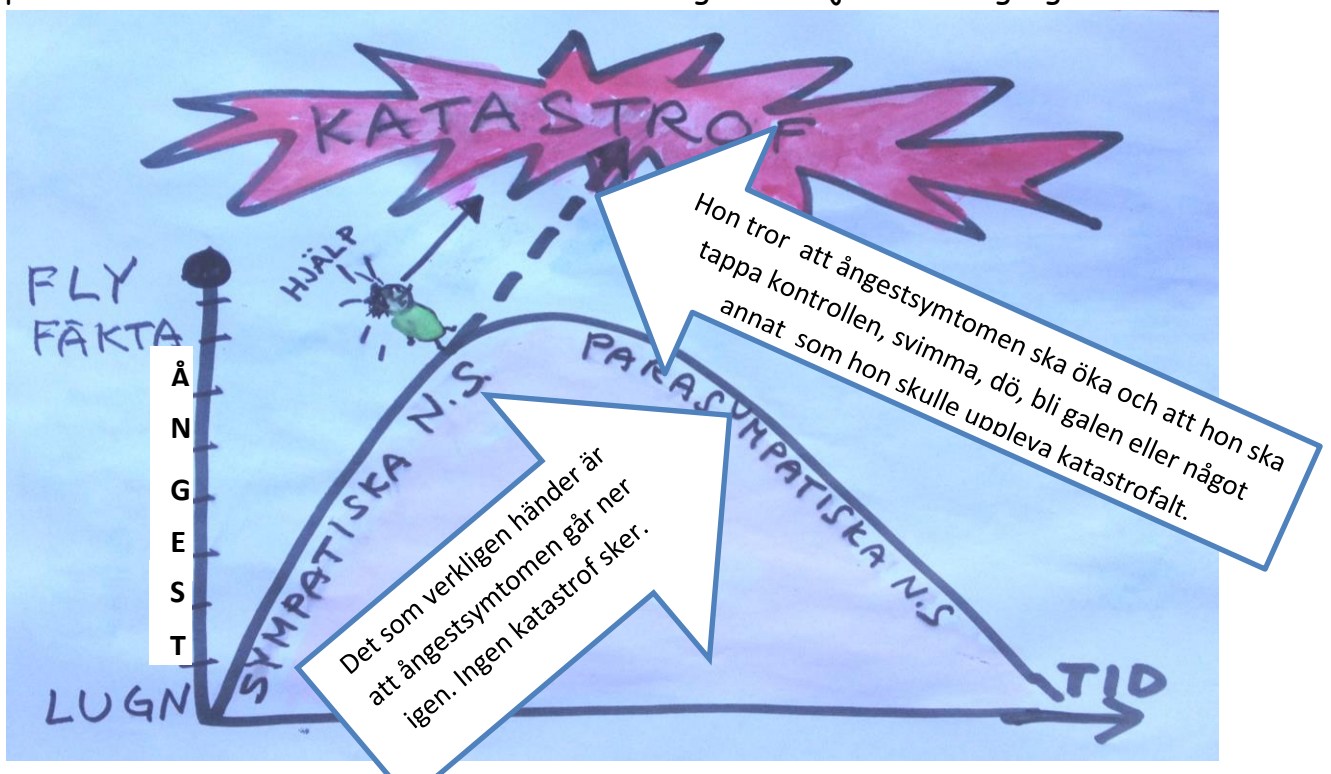 KATASTROF
HJÄLP
FLY
FÄKTA
ÅNGEST
LUGN
SYMPATISKA N.S.
PARASYMPATISKA N.S
TID
Hon tror att ångestsymtomen ska öka och att hon ska
tappa kontrollen, svimma, dö, bli galen eller något
annat som hon skulle uppleva katastrofalt.
Det som verkligen händer är
att ångestsymtomen går ner
igen. Ingen katastrof sker.